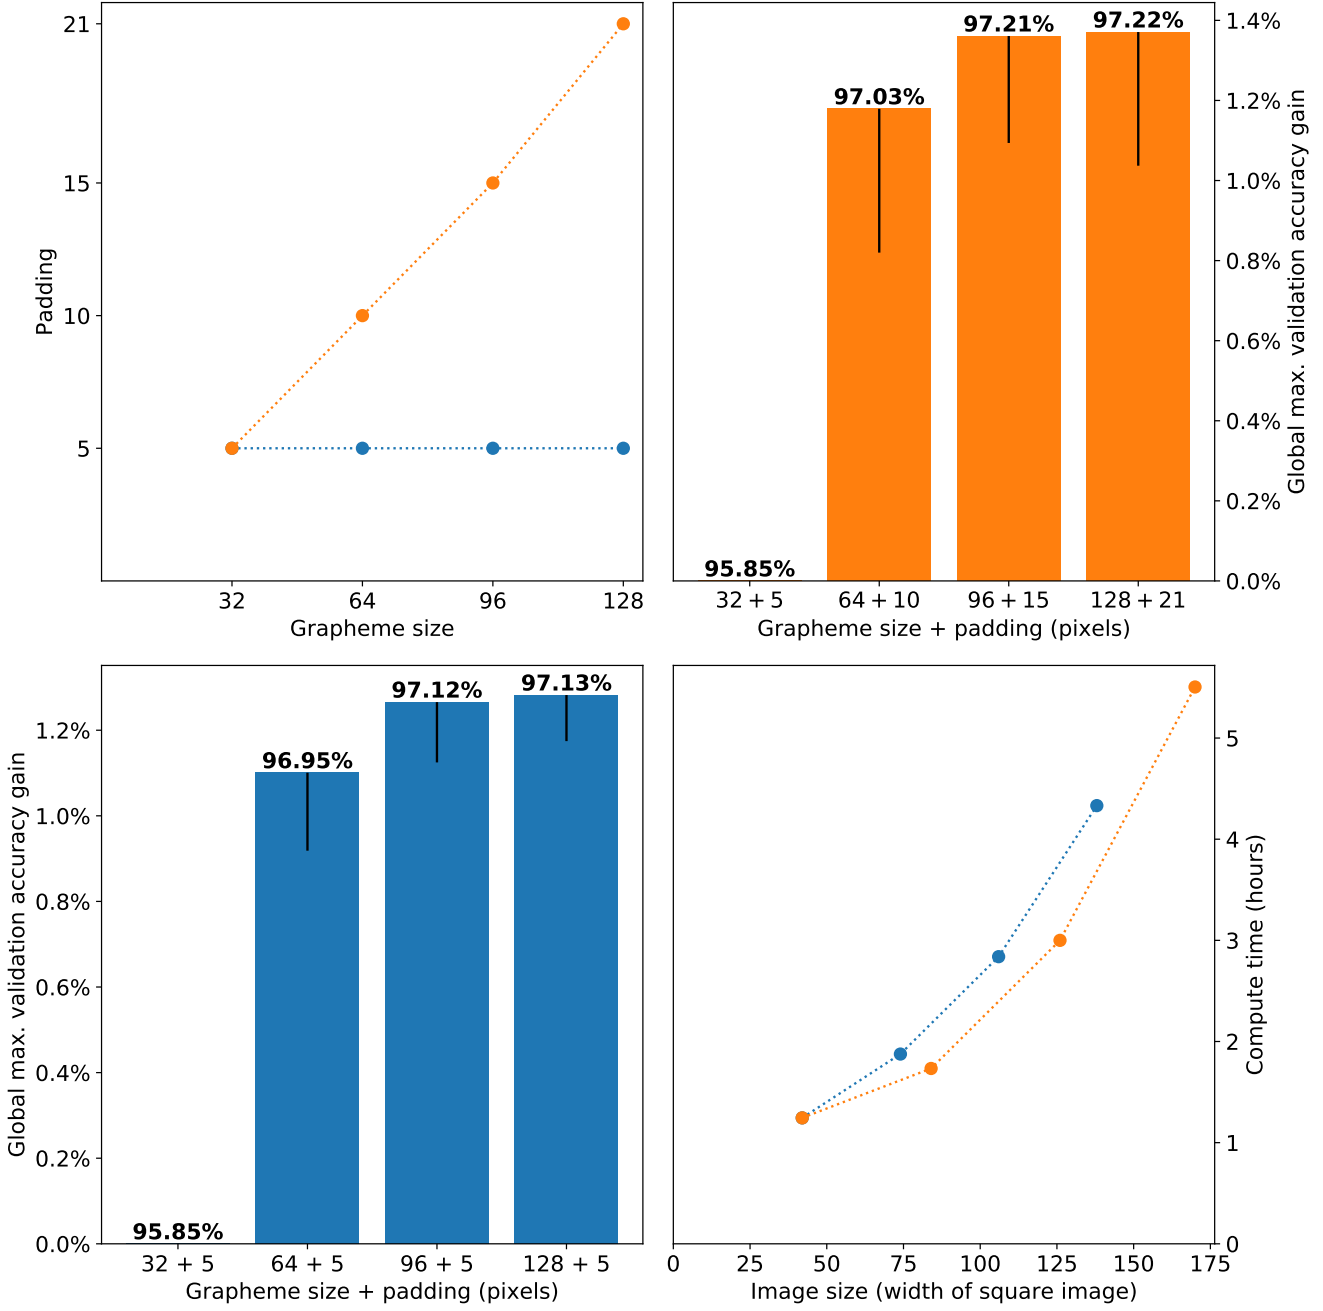 21
15
10
5
Padding
32 64 96 128
Grapheme size
97.03%
97.21%
97.22%
95.85%
1.4%
1.2%
1.0%
0.8%
0.6%
0.4%
0.2%
0.0%
Global max. validation accuracy gain
32 + 5 64 + 10 96 + 15 128 + 21
Grapheme size + padding (pixels)
Global max. validation accuracy gain
1.2%
1.0%
0.8%
0.6%
0.4%
0.2%
0.0%
95.85%
96.95%
97.12%
97.13%
32 + 5 64 + 5 96 + 5 128 + 5
Grapheme size + padding (pixels)
5
4
3
2
1
0
Compute time (hours)
0 25 50 75 100 125 150 175
Image size (width of square image)